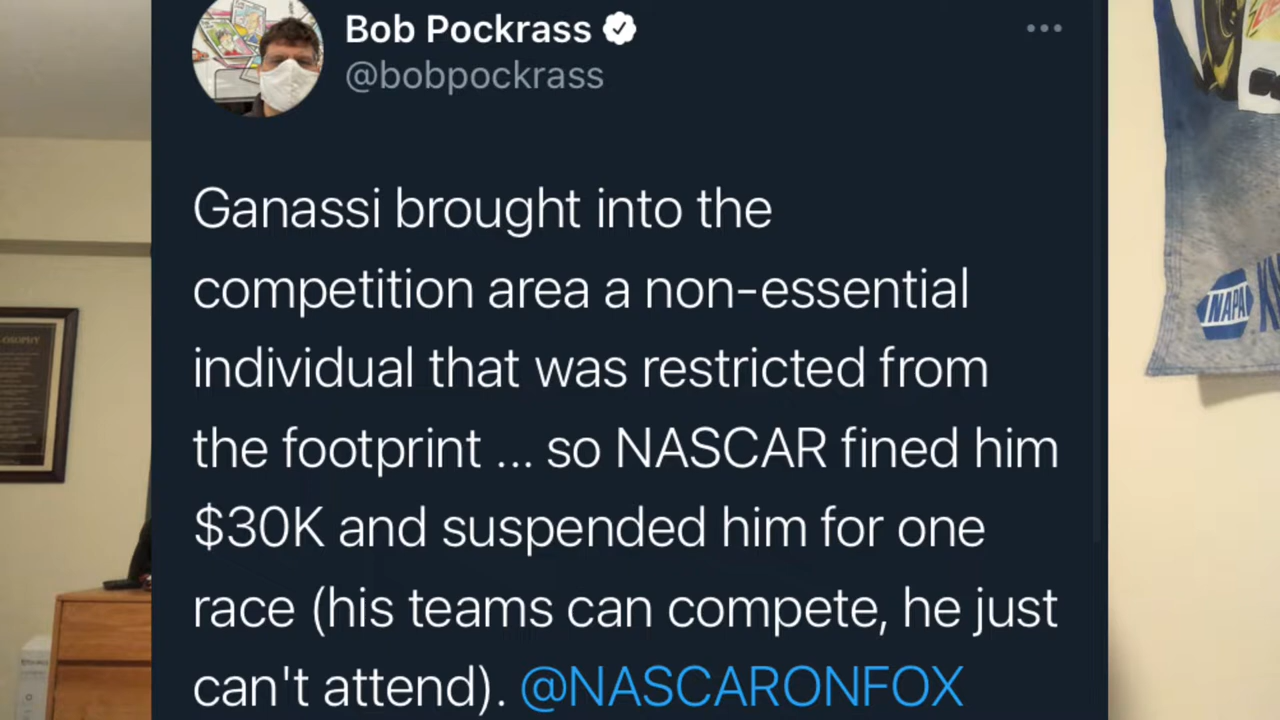 Bob Pockrass
@bobpockrass
Ganassi brought into the
competition area a non-essential
individual that was restricted from
the footprint ... so NASCAR fined him
$30K and suspended him for one
race (his teams can compete, he just
can't attend). @NASCARONFOX
NAPA